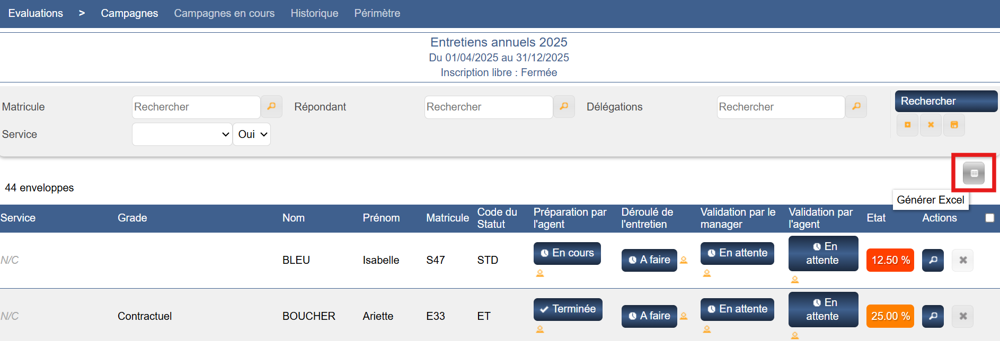 Evaluations > Campagnes Campagnes en cours Historique Périmètre
Entretiens annuels 2025
Du 01/04/2025 au 31/12/2025
Inscription libre : Fermée
Matricule Rechercher Répondant Rechercher Délégations Rechercher Rechercher
Service Oui
44 enveloppes
Générer Excel
Service Grade Nom Prénom Matricule Code du Statut Préparation par l'agent Déroulé de l'entretien Validation par le manager Validation par l'agent Etat Actions
N/C BLEU Isabelle S47 STD En cours A faire En attente En attente 12.50 %
N/C Contractuel BOUCHER Ariette E33 ET Terminée A faire En attente En attente 25.00 %